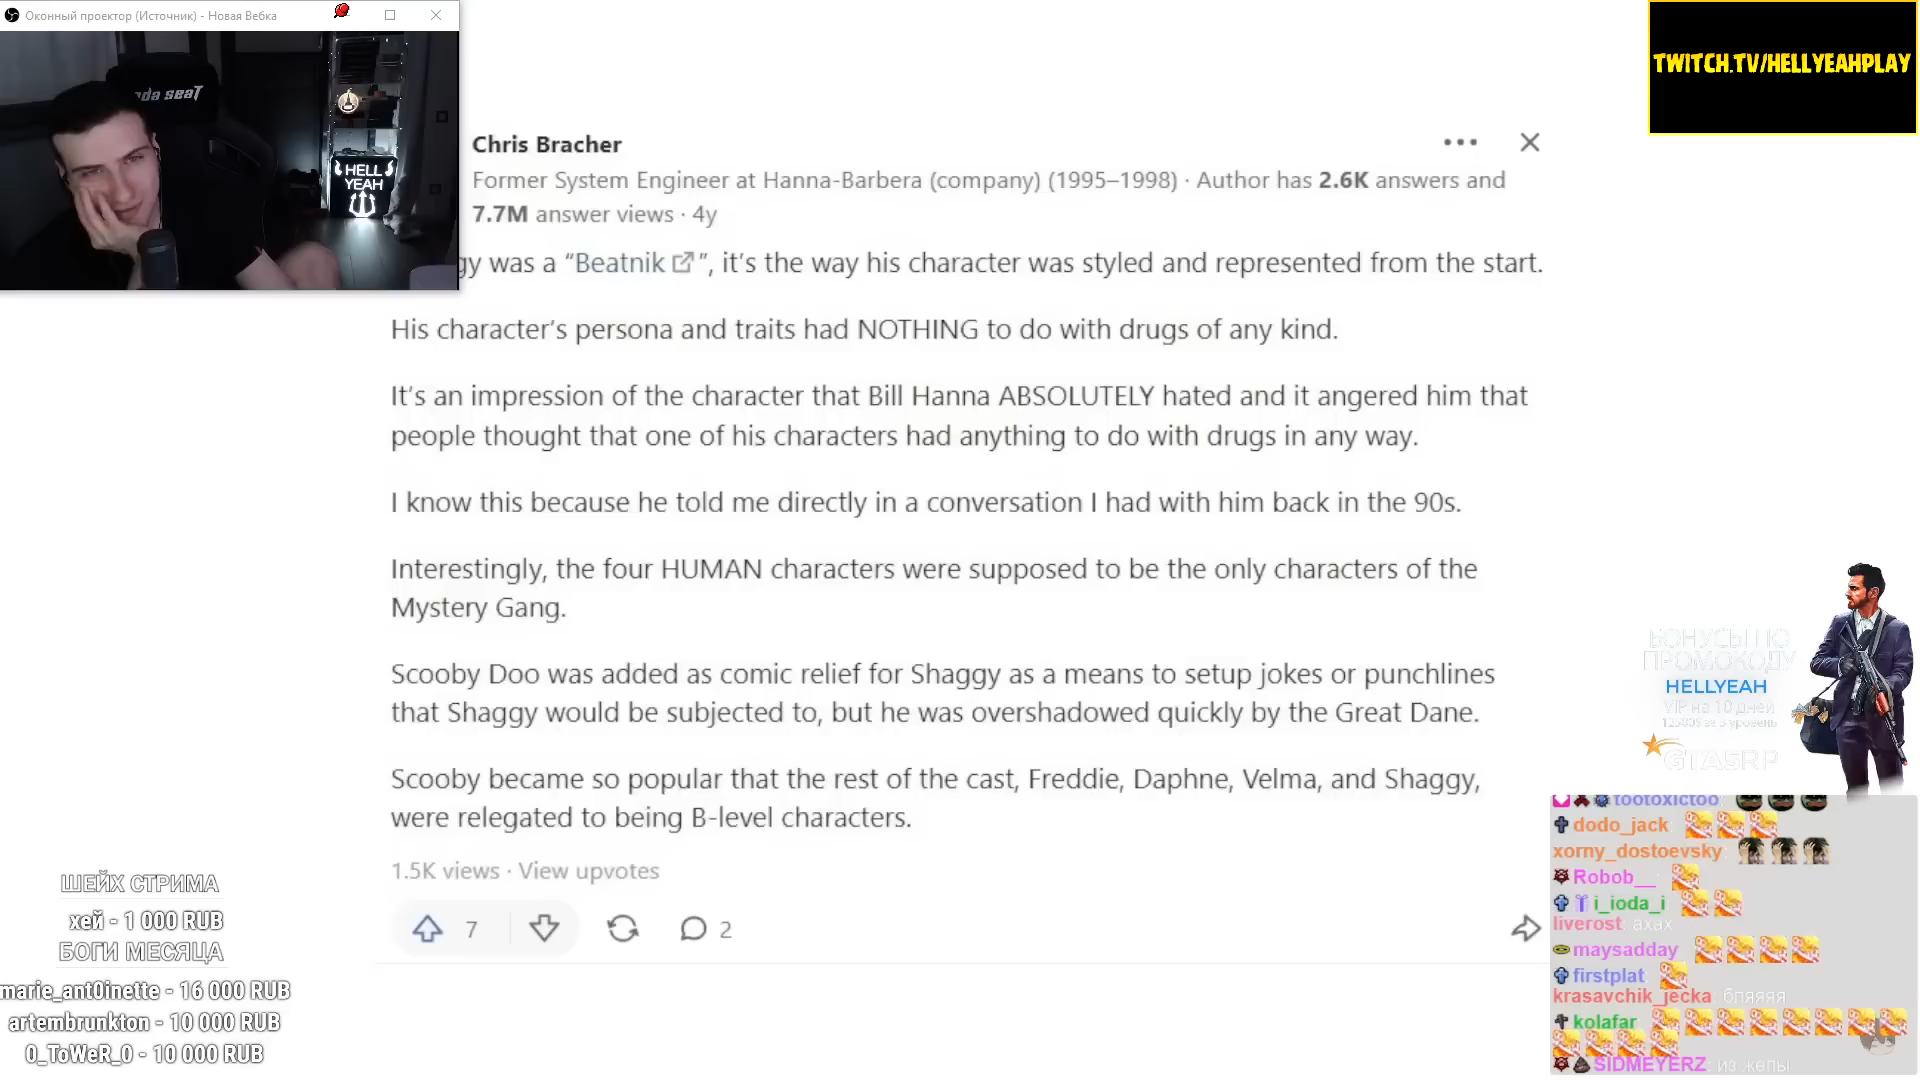 Оконный проектор (Источник) - Новая Вебка
nda seaT
HELL
YEAH
TWITCH.TV/HELLYEAHPLAY
Chris Bracher
Former System Engineer at Hanna-Barbera (company) (1995–1998) · Author has 2.6K answers and
7.7M answer views · 4y
gy was a “Beatnik”, it’s the way his character was styled and represented from the start.
His character’s persona and traits had NOTHING to do with drugs of any kind.
It’s an impression of the character that Bill Hanna ABSOLUTELY hated and it angered him that
people thought that one of his characters had anything to do with drugs in any way.
I know this because he told me directly in a conversation I had with him back in the 90s.
Interestingly, the four HUMAN characters were supposed to be the only characters of the
Mystery Gang.
Scooby Doo was added as comic relief for Shaggy as a means to setup jokes or punchlines
that Shaggy would be subjected to, but he was overshadowed quickly by the Great Dane.
Scooby became so popular that the rest of the cast, Freddie, Daphne, Velma, and Shaggy,
were relegated to being B-level characters.
1.5K views · View upvotes
7
2
ШЕЙХ СТРИМА
хей - 1 000 RUB
БОГИ МЕСЯЦА
marie_ant0inette - 16 000 RUB
artembrunkton - 10 000 RUB
0_ToWeR_0 - 10 000 RUB
БОНУСЫ ПО
ПРОМОКОДУ
HELLYEAH
VIP на 10 дней
GTA5RP
tootoxictoo
dodo_jack
xorny_dostoevsky
Robob__
i_ioda_i
liverost: ахах
maysadday
firstplat
krasavchik_jecka: бляяяя
kolafar
SIDMEYERZ: из жепы